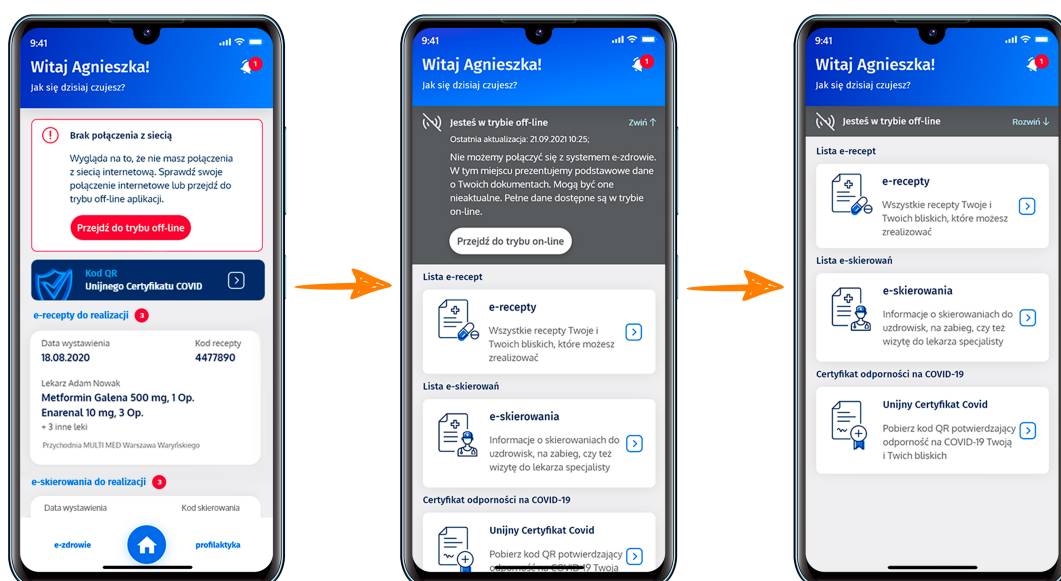 9:41
Witaj Agnieszka!
1
Jak się dzisiaj czujesz?
Brak połączenia z siecią
Wygląda na to, że nie masz połączenia
z siecią internetową. Sprawdź swoje
połączenie internetowe lub przejdź do
trybu off-line aplikacji.
Przejdź do trybu off-line
Kod QR
Unijnego Certyfikatu COVID
e-recepty do realizacji 3
Data wystawienia Kod recepty
18.08.2020 4477890
Lekarz Adam Nowak
Metformin Galena 500 mg, 1 Op.
Enarenal 10 mg, 3 Op.
+ 3 inne leki
Przychodnia MULTI MED Warszawa Waryńskiego
e-skierowania do realizacji 3
Data wystawienia Kod skierowania
e-zdrowie profilaktyka
9:41
Witaj Agnieszka!
1
Jak się dzisiaj czujesz?
Jesteś w trybie off-line Zwiń ↑
Ostatnia aktualizacja: 21.09.2021 10:25;
Nie możemy połączyć się z systemem e-zdrowie.
W tym miejscu prezentujemy podstawowe dane
o Twoich dokumentach. Mogą być one
nieaktualne. Pełne dane dostępne są w trybie
on-line.
Przejdź do trybu on-line
Lista e-recept
e-recepty
Wszystkie recepty Twoje i
Twoich bliskich, które możesz
zrealizować
Lista e-skierowań
e-skierowania
Informacje o skierowaniach do
uzdrowisk, na zabieg, czy też
wizytę do lekarza specjalisty
Certyfikat odporności na COVID-19
Unijny Certyfikat Covid
Pobierz kod QR potwierdzający
odporność na COVID-19 Twoją
9:41
Witaj Agnieszka!
1
Jak się dzisiaj czujesz?
Jesteś w trybie off-line Rozwiń ↓
Lista e-recept
e-recepty
Wszystkie recepty Twoje i
Twoich bliskich, które możesz
zrealizować
Lista e-skierowań
e-skierowania
Informacje o skierowaniach do
uzdrowisk, na zabieg, czy też
wizytę do lekarza specjalisty
Certyfikat odporności na COVID-19
Unijny Certyfikat Covid
Pobierz kod QR potwierdzający
odporność na COVID-19 Twoją
i Twich bliskich